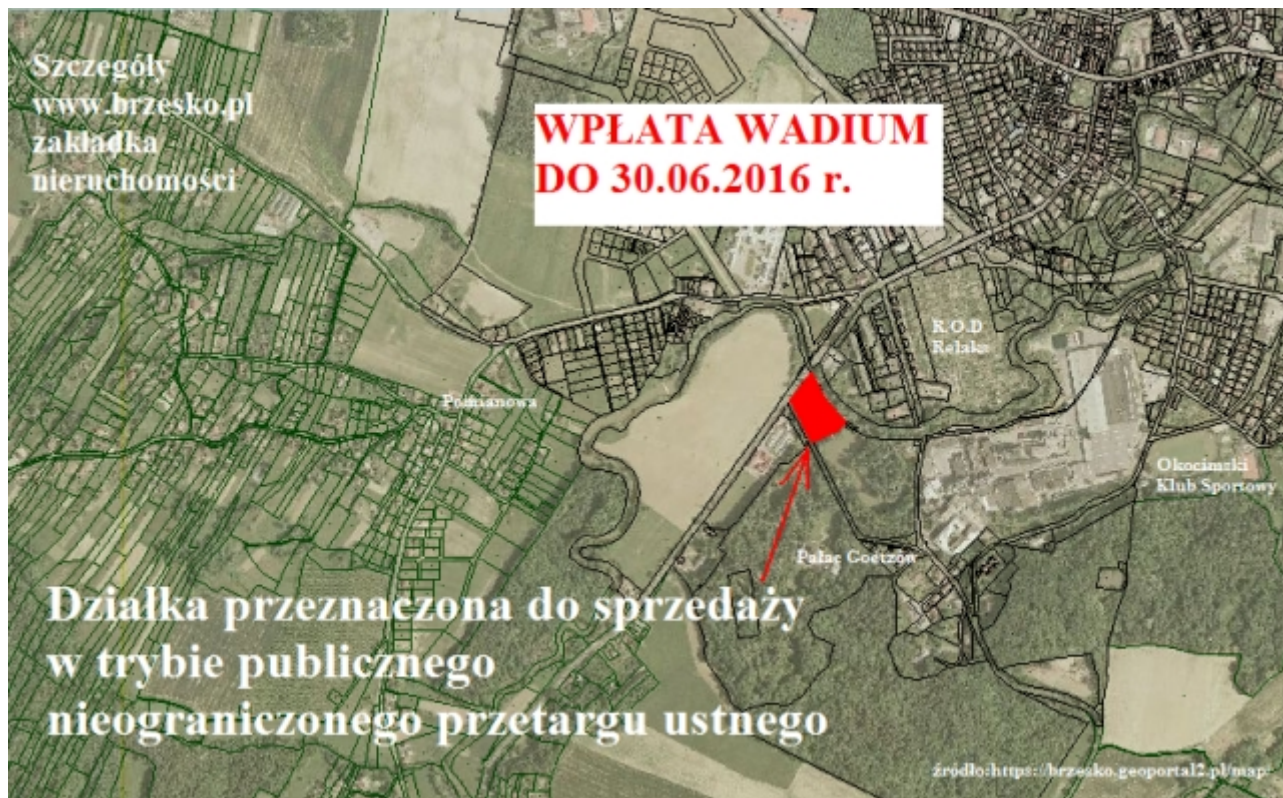 Szczegóły
www.brzesko.pl
zakładka
nieruchomości
WPŁATA WADIUM
DO 30.06.2016 r.
R.O.D
Relaks
Pomianowa
Okocimski
Klub Sportowy
Pałac Goetzów
Działka przeznaczona do sprzedaży
w trybie publicznego
nieograniczonego przetargu ustnego
źródło:https://brzesko.geoportal2.pl/map/